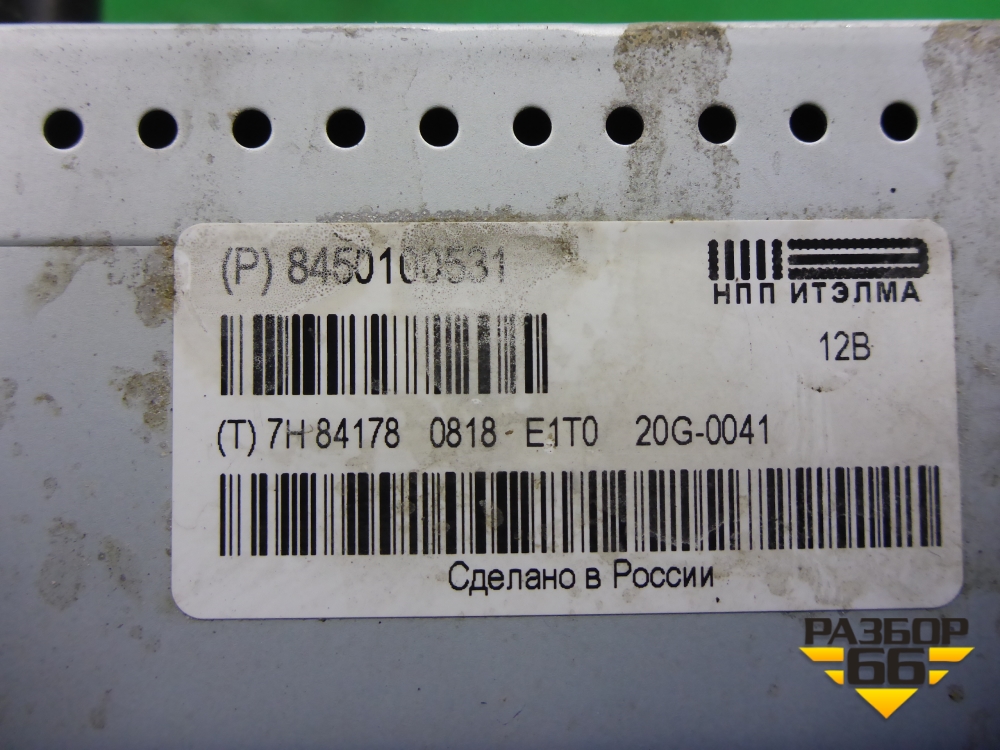 (P) 8450100531
НПП ИТЭЛМА
12В
(T) 7H 84178 0818 E1T0 20G-0041
Сделано в России
РАЗБОР
66